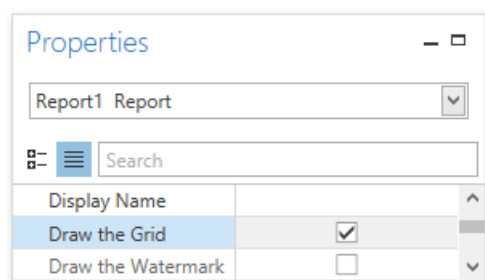 Properties
Report1 Report
Search
Display Name
Draw the Grid
Draw the Watermark